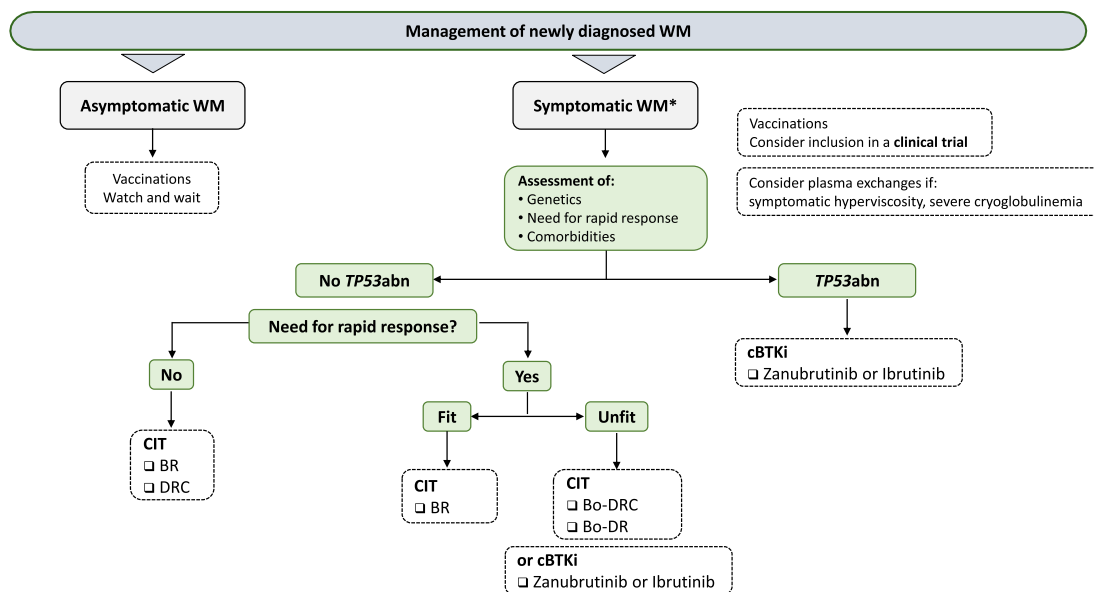 Management of newly diagnosed WM
Asymptomatic WM
Vaccinations
Watch and wait
Symptomatic WM*
Vaccinations
Consider inclusion in a clinical trial
Consider plasma exchanges if:
symptomatic hyperviscosity, severe cryoglobulinemia
Assessment of:
• Genetics
• Need for rapid response
• Comorbidities
No TP53abn
TP53abn
Need for rapid response?
cBTKi
❑ Zanubrutinib or Ibrutinib
No
Yes
Fit
Unfit
CIT
❑ BR
❑ DRC
CIT
❑ BR
CIT
❑ Bo-DRC
❑ Bo-DR
or cBTKi
❑ Zanubrutinib or Ibrutinib